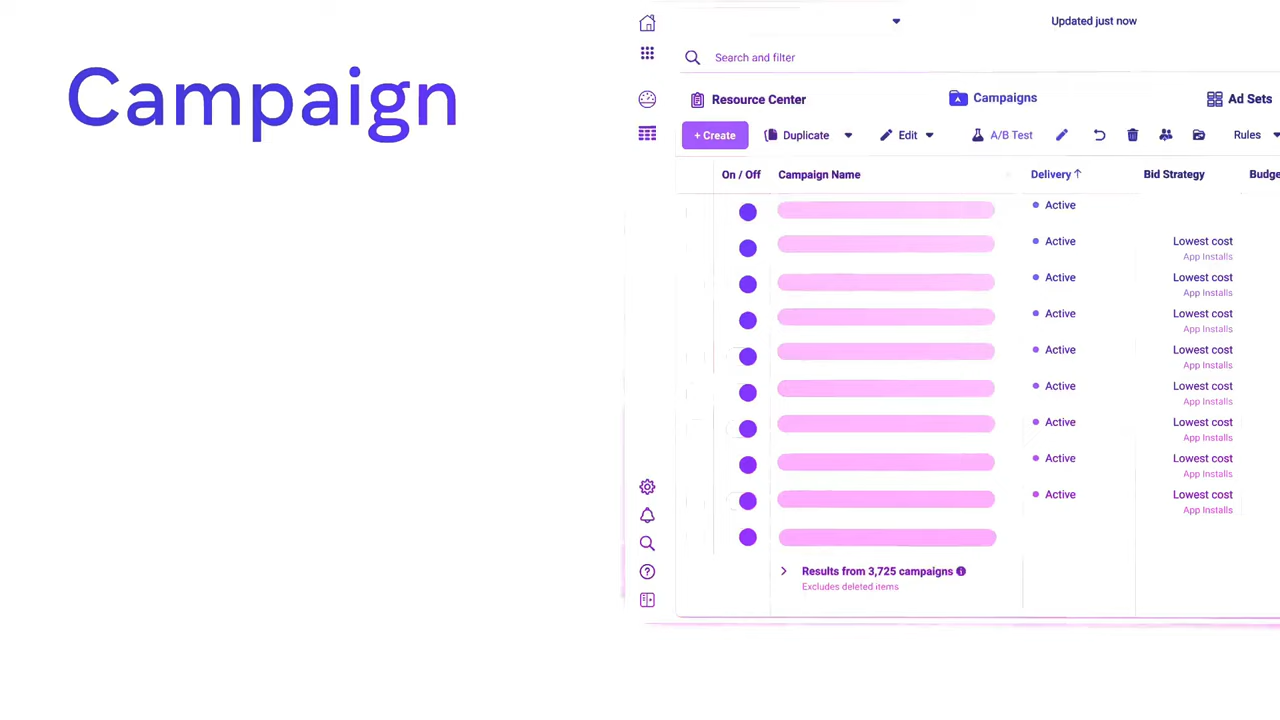 Campaign
Updated just now
Search and filter
Resource Center
Campaigns
Ad Sets
+ Create
Duplicate
Edit
A/B Test
Rules
On / Off
Campaign Name
Delivery ↑
Bid Strategy
Budge
Active
Active
Lowest cost
App Installs
Active
Lowest cost
App Installs
Active
Lowest cost
App Installs
Active
Lowest cost
App Installs
Active
Lowest cost
App Installs
Active
Lowest cost
App Installs
Active
Lowest cost
App Installs
Active
Lowest cost
App Installs
Results from 3,725 campaigns
Excludes deleted items